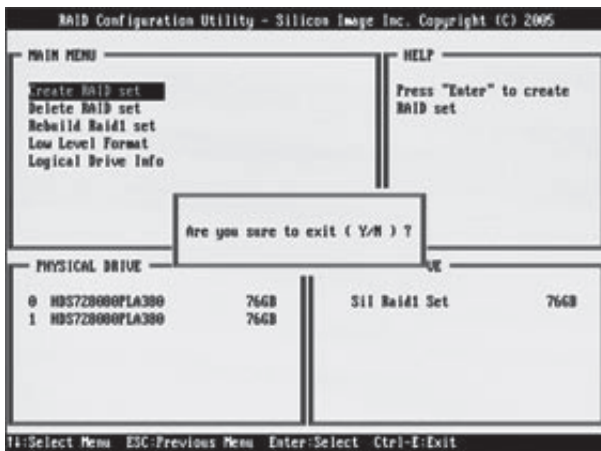 RAID Configuration Utility - Silicon Image Inc. Copyright (C) 2005
MAIN MENU
Create RAID set
Delete RAID set
Rebuild Raid1 set
Low Level Format
Logical Drive Info
HELP
Press "Enter" to create
RAID set
Are you sure to exit ( Y/N ) ?
PHYSICAL DRIVE
0 HDS728080PLA380 76GB
1 HDS728080PLA380 76GB
VE
SiI Raid1 Set 76GB
↑↓:Select Menu ESC:Previous Menu Enter:Select Ctrl-E:Exit